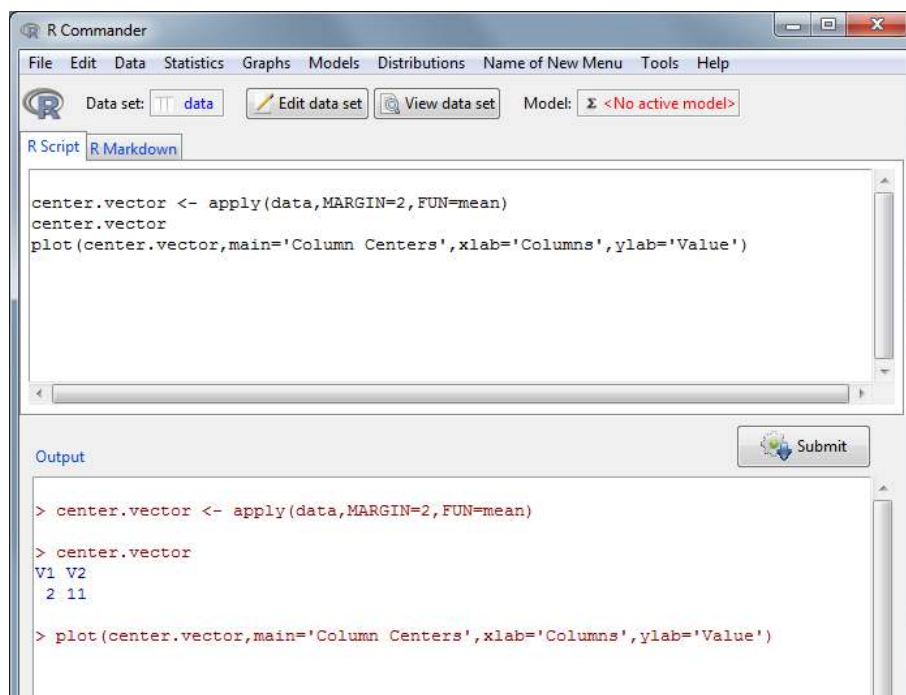 R Commander
File Edit Data Statistics Graphs Models Distributions Name of New Menu Tools Help
R Data set: data Edit data set View data set Model: Σ <No active model>
R Script R Markdown
center.vector <- apply(data,MARGIN=2,FUN=mean)
center.vector
plot(center.vector,main='Column Centers',xlab='Columns',ylab='Value')
Submit
Output
> center.vector <- apply(data,MARGIN=2,FUN=mean)
> center.vector
V1 V2
2 11
> plot(center.vector,main='Column Centers',xlab='Columns',ylab='Value')